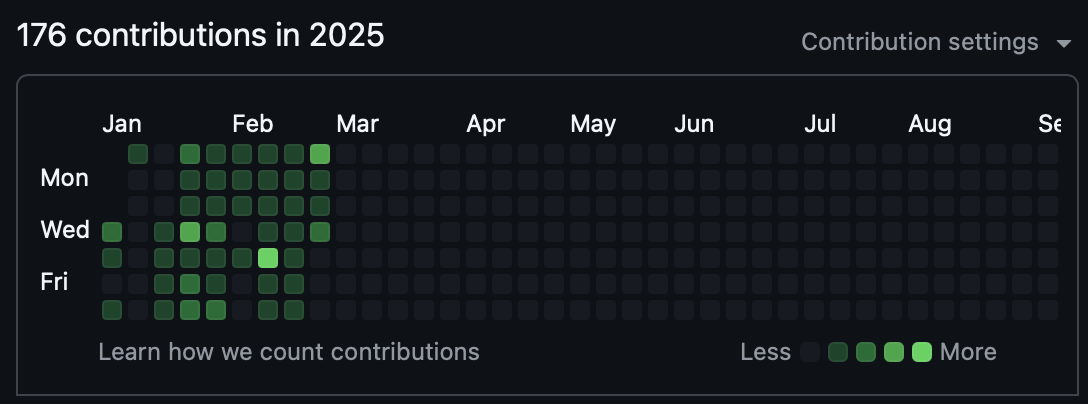 176 contributions in 2025
Contribution settings
Jan Feb Mar Apr May Jun Jul Aug Se
Mon
Wed
Fri
Learn how we count contributions
Less More